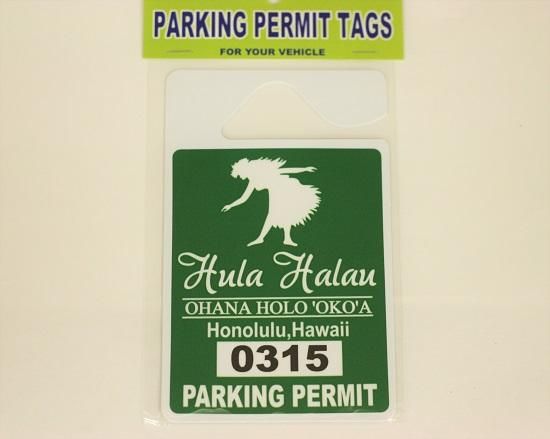 PARKING PERMIT TAGS
FOR YOUR VEHICLE
Hula Halau
OHANA HOLO 'OKO'A
Honolulu,Hawaii
0315
PARKING PERMIT